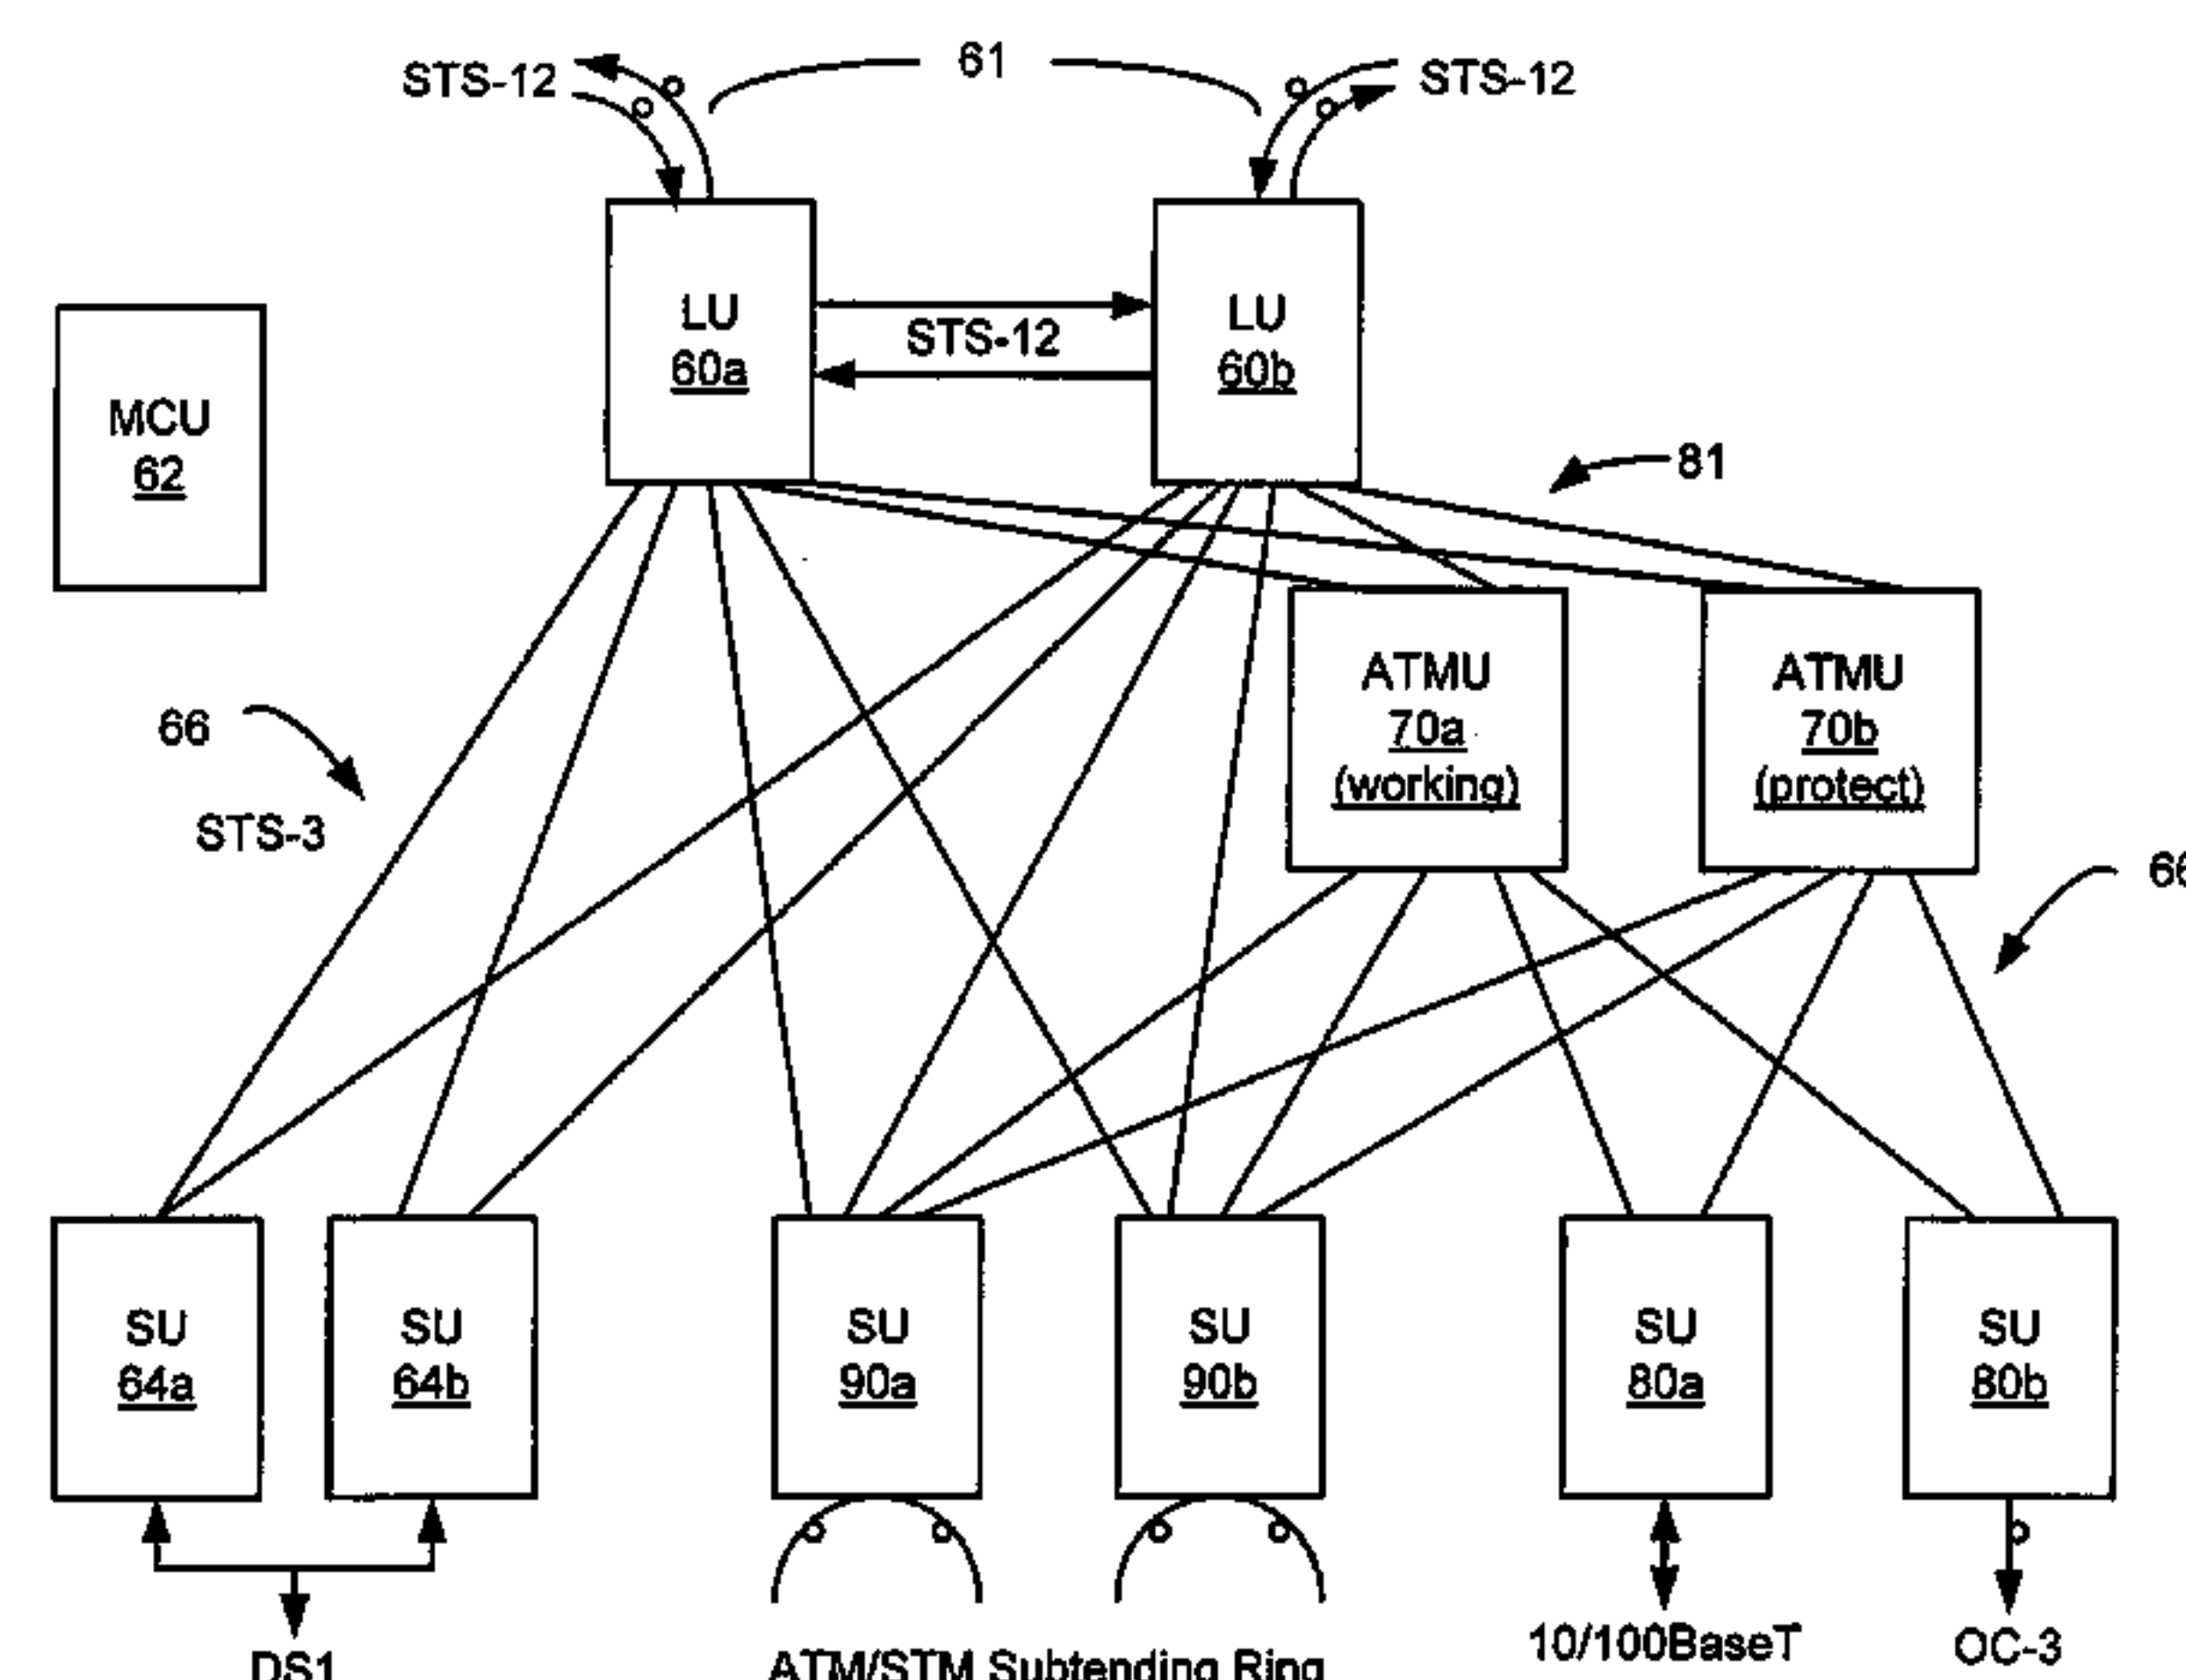 STS-12
61
STS-12
LU
60a
STS-12
LU
60b
MCU
62
81
ATMU
70a
(working)
ATMU
70b
(protect)
66
STS-3
66
SU
64a
SU
64b
SU
90a
SU
90b
SU
80a
SU
80b
DS1
ATM/STM Subtending Ring
10/100BaseT
OC-3